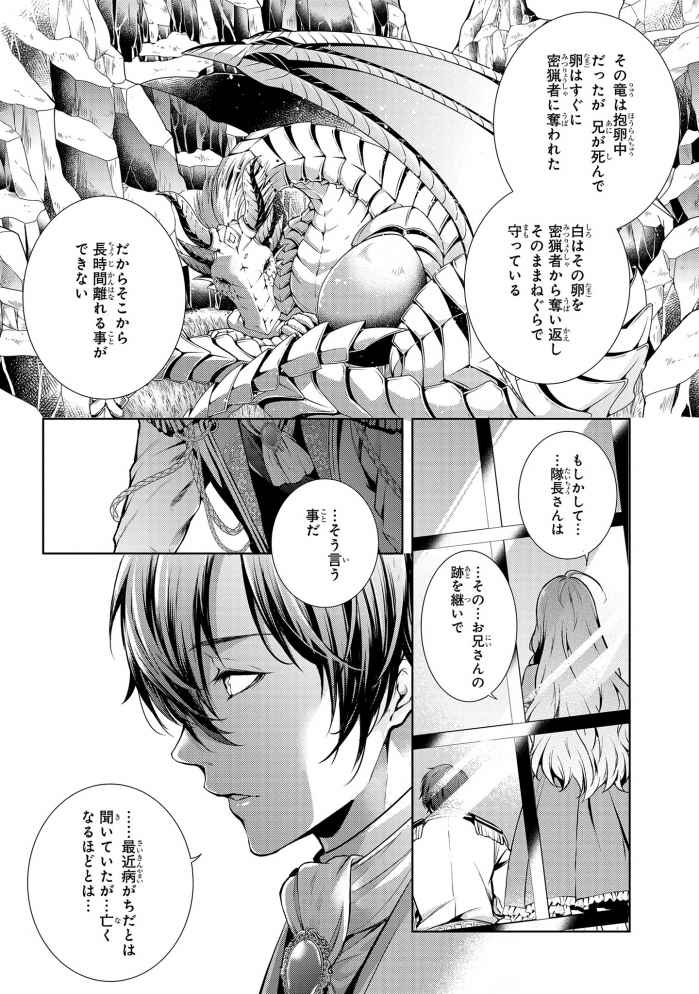 その竜は抱卵中
だったが 兄が死んで
卵はすぐに
密猟者に奪われた
白はその卵を
密猟者から奪い返し
そのままねぐらで
守っている
だからそこから
長時間離れる事が
できない
もしかして…
…隊長さんは
…その…お兄さんの
跡を継いで
…そう言う
事だ
……最近病がちだとは
聞いていたが…亡く
なるほどとは…